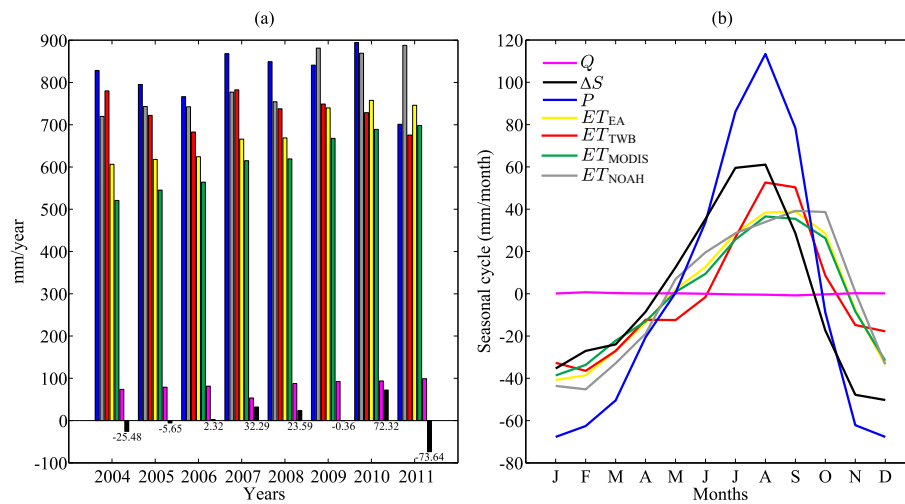 (a)
900
800
700
600
500
400
300
200
100
0
-100
mm/year
-25.48
-5.65
2.32
32.29
23.59
-0.36
72.32
-73.64
2004 2005 2006 2007 2008 2009 2010 2011
Years
(b)
120
100
80
60
40
20
0
-20
-40
-60
-80
Seasonal cycle (mm/month)
Q
ΔS
P
ET_EA
ET_TWB
ET_MODIS
ET_NOAH
J F M A M J J A S O N D
Months